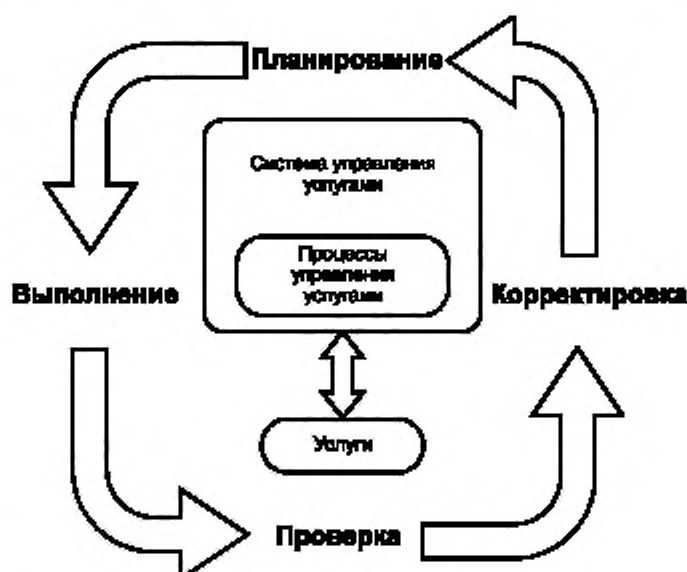 Планирование
Система управления
услугами
Процессы
управления
услугами
Выполнение
Корректировка
Услуги
Проверка